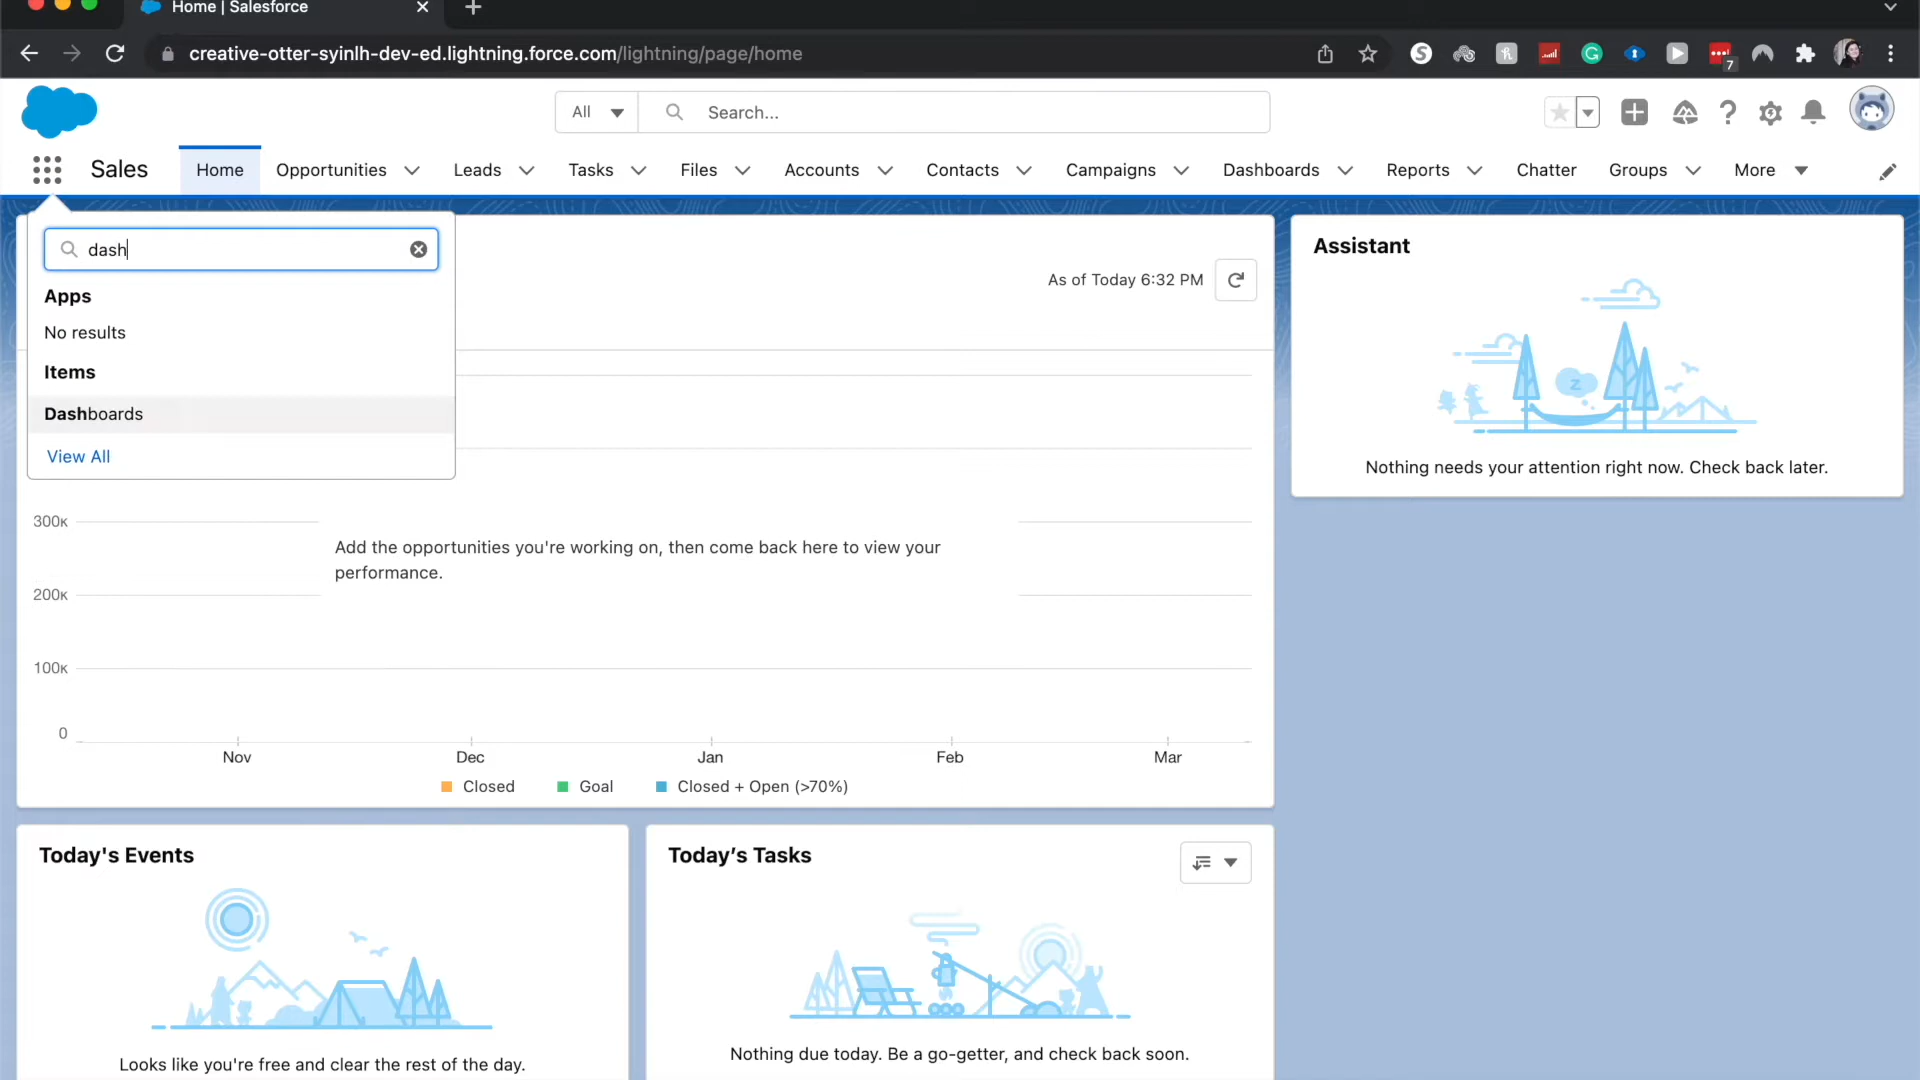 Home | Salesforce
creative-otter-syinlh-dev-ed.lightning.force.com/lightning/page/home
7
All
Search...
Sales
Home
Opportunities
Leads
Tasks
Files
Accounts
Contacts
Campaigns
Dashboards
Reports
Chatter
Groups
More
dash
Apps
No results
Items
Dashboards
View All
As of Today 6:32 PM
300K
200K
100K
0
Add the opportunities you're working on, then come back here to view your
performance.
Nov
Dec
Jan
Feb
Mar
Closed
Goal
Closed + Open (>70%)
Assistant
z
Nothing needs your attention right now. Check back later.
Today's Events
Looks like you're free and clear the rest of the day.
Today’s Tasks
Nothing due today. Be a go-getter, and check back soon.